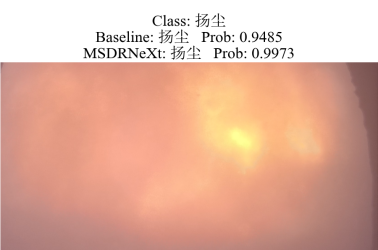 Class: 扬尘
Baseline: 扬尘 Prob: 0.9485
MSDRNeXt: 扬尘 Prob: 0.9973